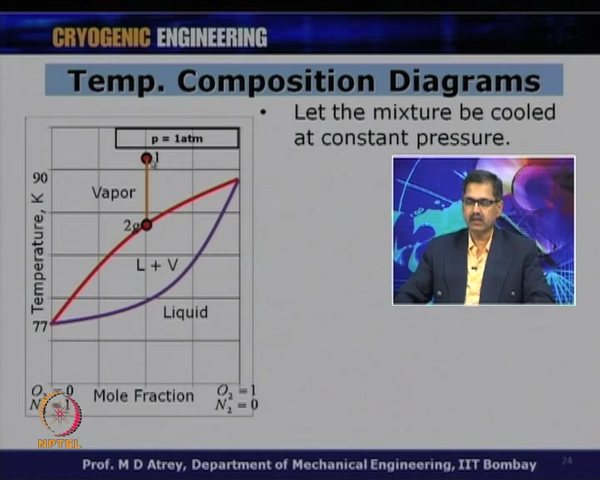 CRYOGENIC ENGINEERING
Temp. Composition Diagrams
• Let the mixture be cooled
at constant pressure.
p = 1atm
1
90
Vapor
2g
Temperature, K
L + V
Liquid
77
O₂=0
N₂=1
Mole Fraction
O₂ = 1
N₂ = 0
NPTEL
Prof. M D Atrey, Department of Mechanical Engineering, IIT Bombay
24